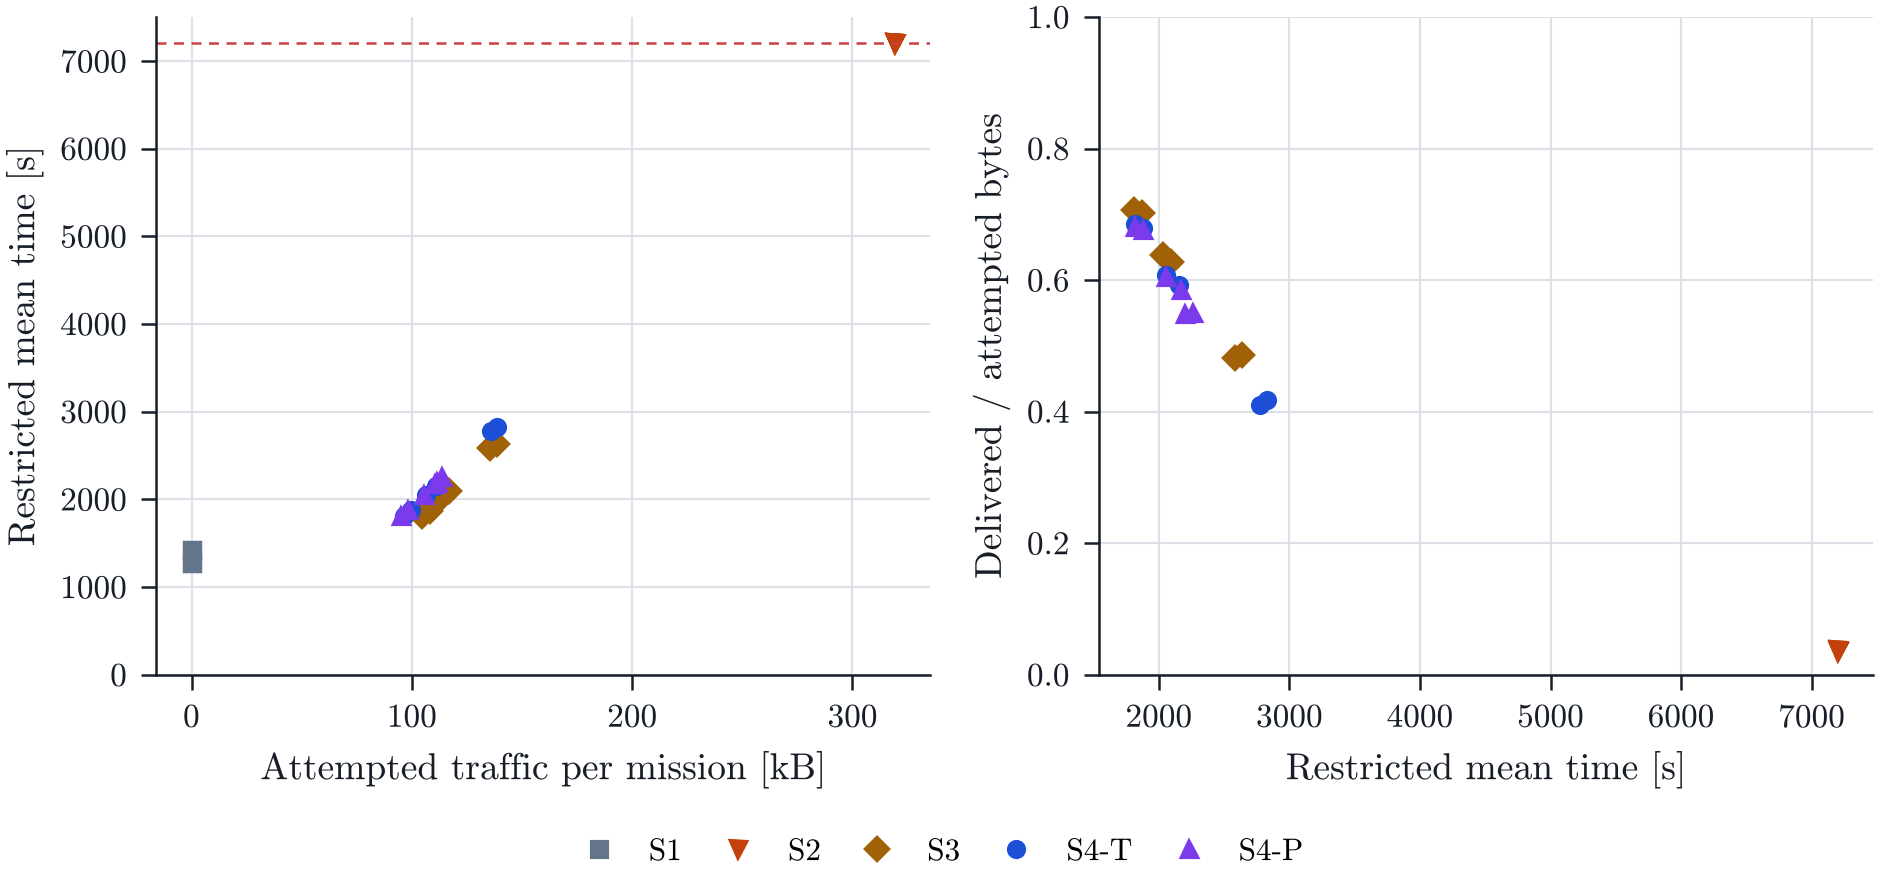 Restricted mean time [s]
7000
6000
5000
4000
3000
2000
1000
0
0 100 200 300
Attempted traffic per mission [kB]
Delivered / attempted bytes
1.0
0.8
0.6
0.4
0.2
0.0
2000 3000 4000 5000 6000 7000
Restricted mean time [s]
S1 S2 S3 S4-T S4-P